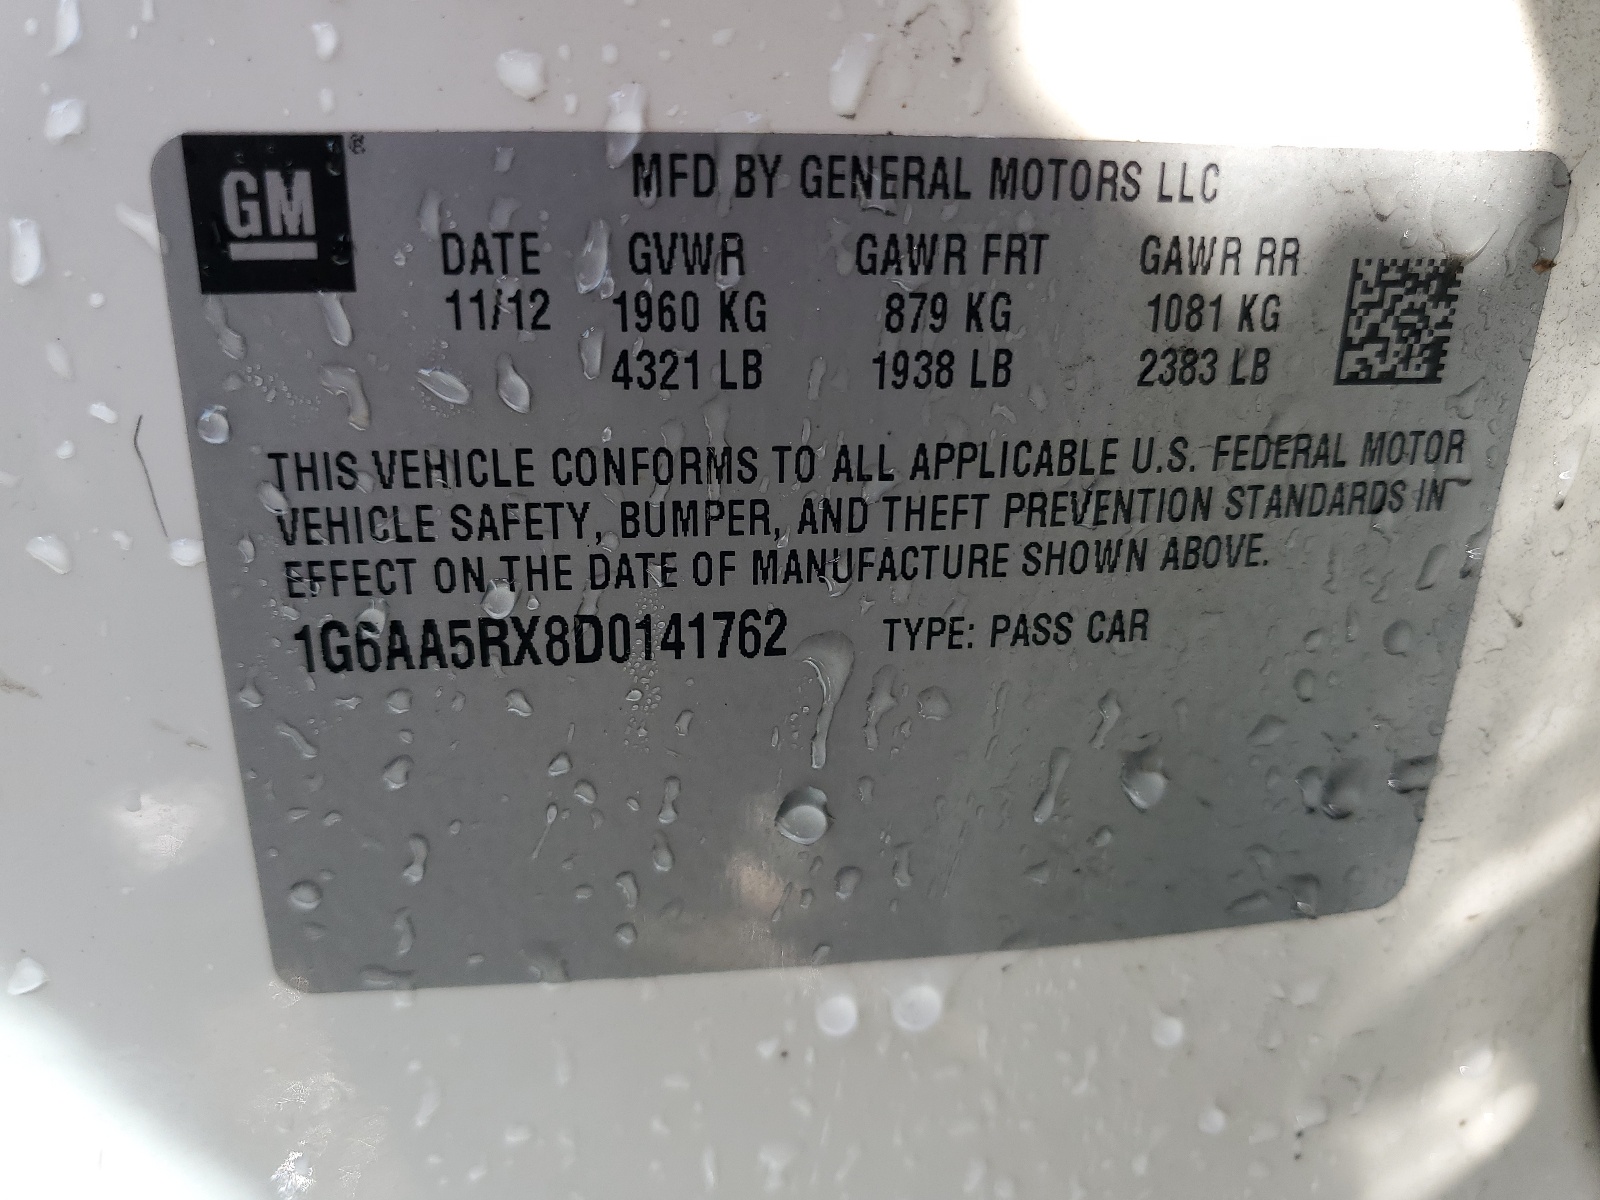 GM ®
MFD BY GENERAL MOTORS LLC
DATE GVWR GAWR FRT GAWR RR
11/12 1960 KG 879 KG 1081 KG
4321 LB 1938 LB 2383 LB
THIS VEHICLE CONFORMS TO ALL APPLICABLE U.S. FEDERAL MOTOR
VEHICLE SAFETY, BUMPER, AND THEFT PREVENTION STANDARDS IN
EFFECT ON THE DATE OF MANUFACTURE SHOWN ABOVE.
1G6AA5RX8D0141762 TYPE: PASS CAR